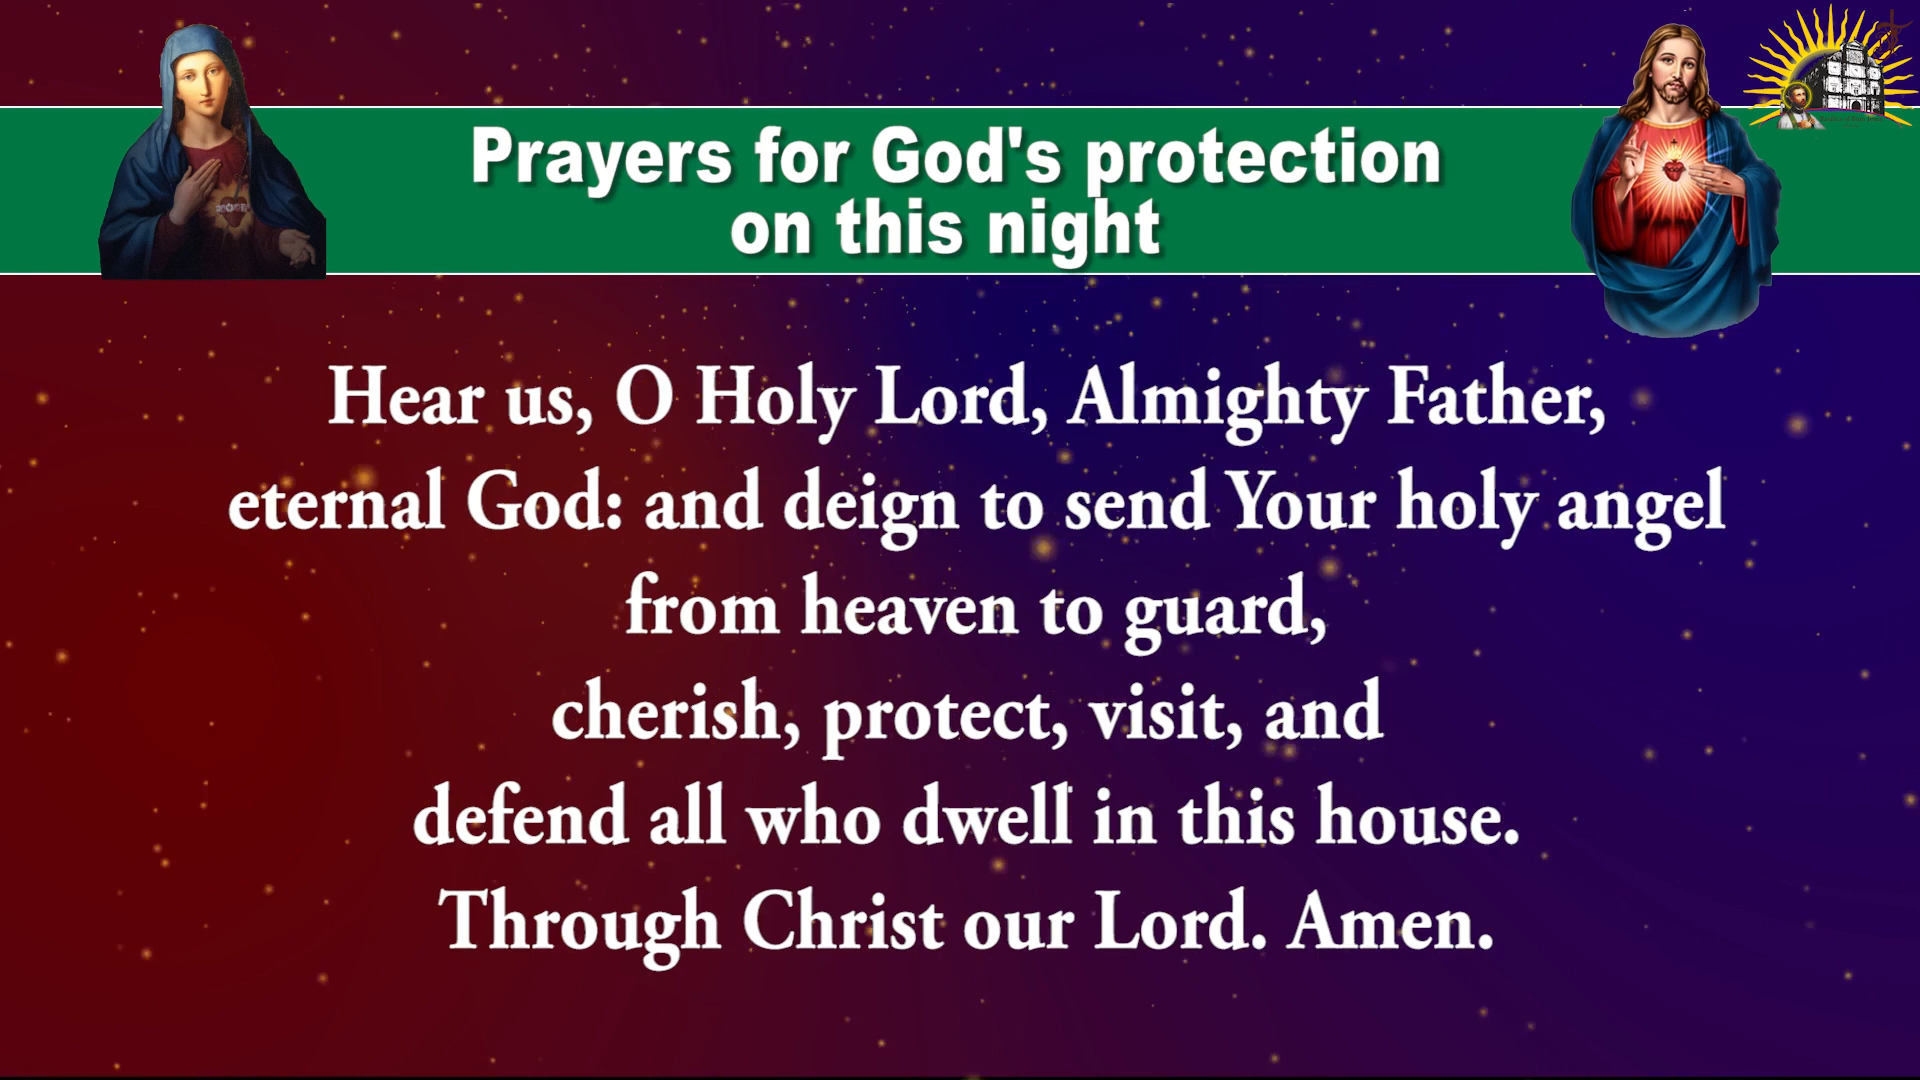 Prayers for God's protection
on this night
Hear us, O Holy Lord, Almighty Father,
eternal God: and deign to send Your holy angel
from heaven to guard,
cherish, protect, visit, and
defend all who dwell in this house.
Through Christ our Lord. Amen.